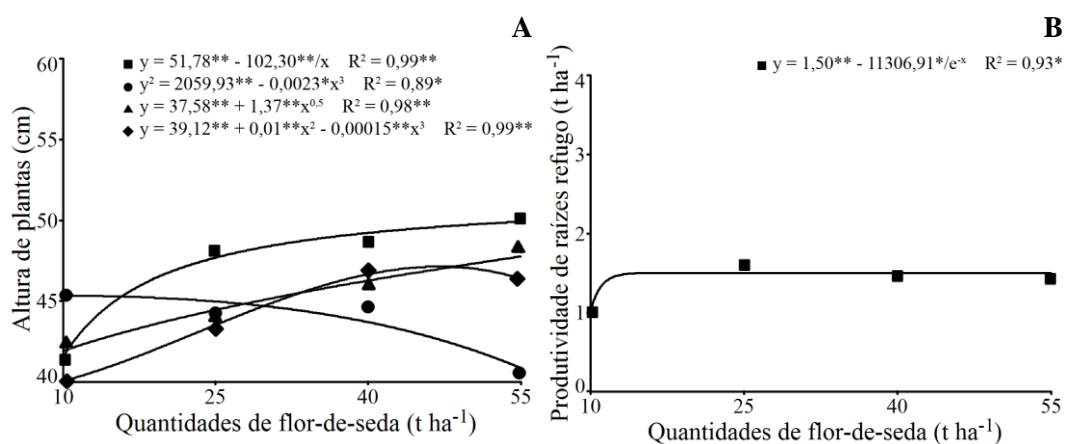 A
■ y = 51,78** - 102,30**/x R² = 0,99**
● y² = 2059,93** - 0,0023*x³ R² = 0,89*
▲ y = 37,58** + 1,37**x⁰,⁵ R² = 0,98**
◆ y = 39,12** + 0,01**x² - 0,00015**x³ R² = 0,99**
Altura de plantas (cm)
60
55
50
45
40
10 25 40 55
Quantidades de flor-de-seda (t ha⁻¹)
B
■ y = 1,50** - 11306,91*/e⁻ˣ R² = 0,93*
Produtividade de raízes refugo (t ha⁻¹)
4
3
2
1
0
10 25 40 55
Quantidades de flor-de-seda (t ha⁻¹)